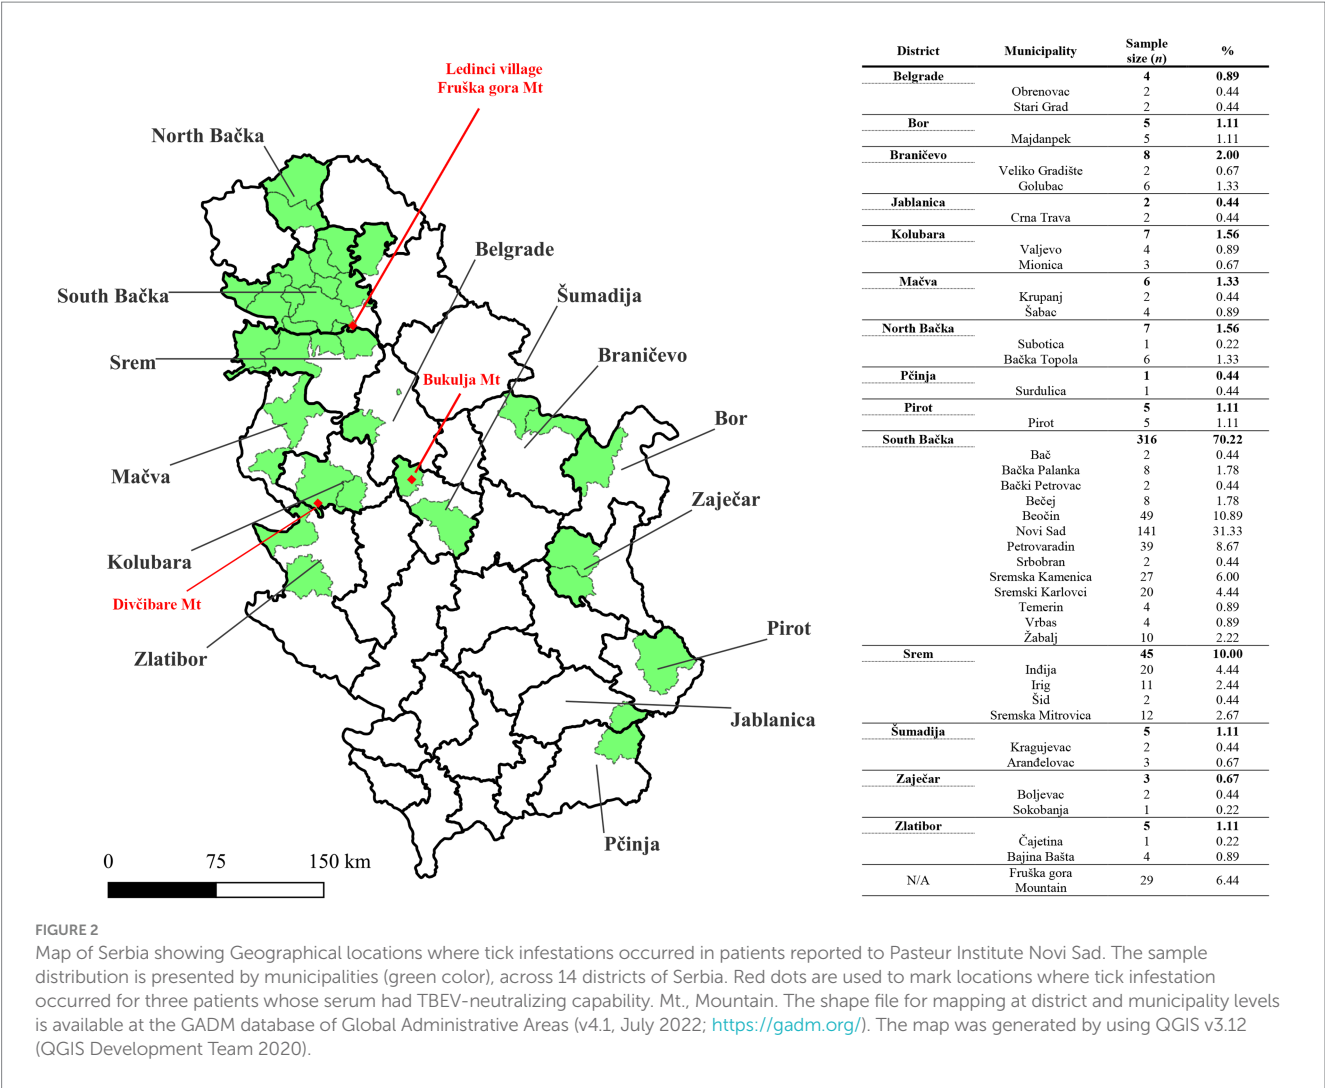 Ledinci village
Fruška gora Mt
North Bačka
Belgrade
South Bačka
Šumadija
Srem
Braničevo
Bukulja Mt
Bor
Mačva
Zaječar
Kolubara
Divčibare Mt
Pirot
Zlatibor
Jablanica
Pčinja
0 75 150 km
District Municipality Sample size (n) %
Belgrade 4 0.89
Obrenovac 2 0.44
Stari Grad 2 0.44
Bor 5 1.11
Majdanpek 5 1.11
Braničevo 8 2.00
Veliko Gradište 2 0.67
Golubac 6 1.33
Jablanica 2 0.44
Crna Trava 2 0.44
Kolubara 7 1.56
Valjevo 4 0.89
Mionica 3 0.67
Mačva 6 1.33
Krupanj 2 0.44
Šabac 4 0.89
North Bačka 7 1.56
Subotica 1 0.22
Bačka Topola 6 1.33
Pčinja 1 0.44
Surdulica 1 0.44
Pirot 5 1.11
Pirot 5 1.11
South Bačka 316 70.22
Bač 2 0.44
Bačka Palanka 8 1.78
Bački Petrovac 2 0.44
Bečej 8 1.78
Beočin 49 10.89
Novi Sad 141 31.33
Petrovaradin 39 8.67
Srbobran 2 0.44
Sremska Kamenica 27 6.00
Sremski Karlovci 20 4.44
Temerin 4 0.89
Vrbas 4 0.89
Žabalj 10 2.22
Srem 45 10.00
Inđija 20 4.44
Irig 11 2.44
Šid 2 0.44
Sremska Mitrovica 12 2.67
Šumadija 5 1.11
Kragujevac 2 0.44
Aranđelovac 3 0.67
Zaječar 3 0.67
Boljevac 2 0.44
Sokobanja 1 0.22
Zlatibor 5 1.11
Čajetina 1 0.22
Bajina Bašta 4 0.89
N/A Fruška gora Mountain 29 6.44
FIGURE 2
Map of Serbia showing Geographical locations where tick infestations occurred in patients reported to Pasteur Institute Novi Sad. The sample
distribution is presented by municipalities (green color), across 14 districts of Serbia. Red dots are used to mark locations where tick infestation
occurred for three patients whose serum had TBEV-neutralizing capability. Mt., Mountain. The shape file for mapping at district and municipality levels
is available at the GADM database of Global Administrative Areas (v4.1, July 2022; https://gadm.org/). The map was generated by using QGIS v3.12
(QGIS Development Team 2020).